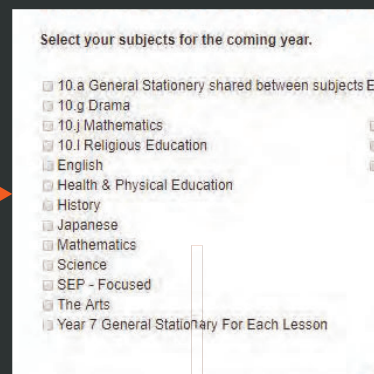 Select your subjects for the coming year.
10.a General Stationery shared between subjects E
10.g Drama
10.j Mathematics
10.l Religious Education
English
Health & Physical Education
History
Japanese
Mathematics
Science
SEP - Focused
The Arts
Year 7 General Stationary For Each Lesson